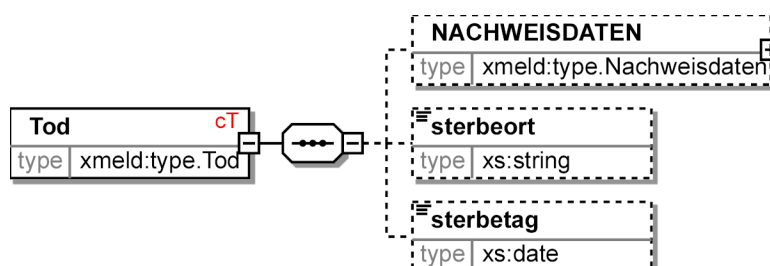 NACHWEISDATEN
type xmeld:type.Nachweisdaten
Tod cT
type xmeld:type.Tod
sterbeort
type xs:string
sterbetag
type xs:date